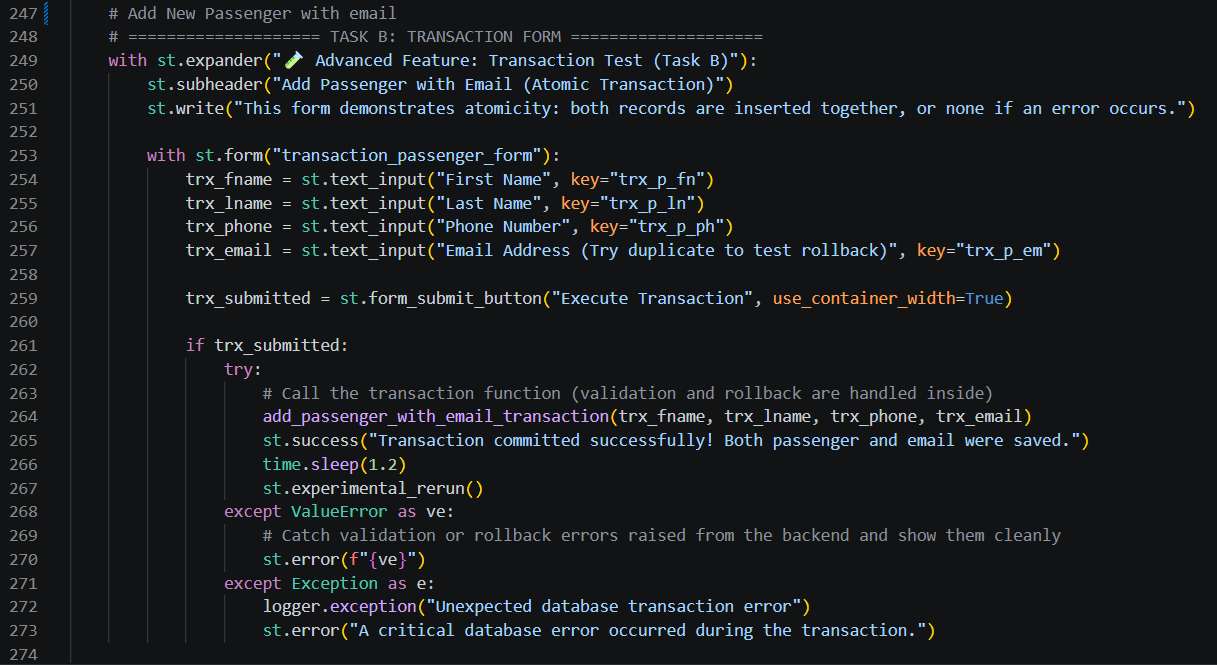 247 # Add New Passenger with email
248 # ==================== TASK B: TRANSACTION FORM ====================
249 with st.expander("🧪 Advanced Feature: Transaction Test (Task B)"):
250     st.subheader("Add Passenger with Email (Atomic Transaction)")
251     st.write("This form demonstrates atomicity: both records are inserted together, or none if an error occurs.")
252
253     with st.form("transaction_passenger_form"):
254         trx_fname = st.text_input("First Name", key="trx_p_fn")
255         trx_lname = st.text_input("Last Name", key="trx_p_ln")
256         trx_phone = st.text_input("Phone Number", key="trx_p_ph")
257         trx_email = st.text_input("Email Address (Try duplicate to test rollback)", key="trx_p_em")
258
259         trx_submitted = st.form_submit_button("Execute Transaction", use_container_width=True)
260
261         if trx_submitted:
262             try:
263                 # Call the transaction function (validation and rollback are handled inside)
264                 add_passenger_with_email_transaction(trx_fname, trx_lname, trx_phone, trx_email)
265                 st.success("Transaction committed successfully! Both passenger and email were saved.")
266                 time.sleep(1.2)
267                 st.experimental_rerun()
268             except ValueError as ve:
269                 # Catch validation or rollback errors raised from the backend and show them cleanly
270                 st.error(f"{ve}")
271             except Exception as e:
272                 logger.exception("Unexpected database transaction error")
273                 st.error("A critical database error occurred during the transaction.")
274